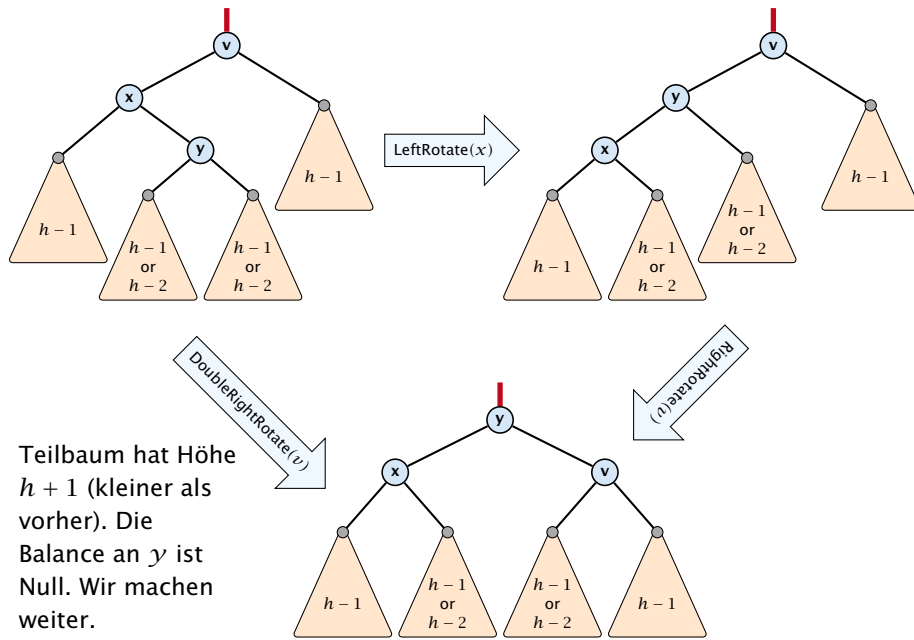 v
v
x
y
LeftRotate(x)
y
x
h − 1
h − 1
h − 1
h − 1
h − 1
h − 1
or
or
or
or
h − 2
h − 2
h − 1
h − 1
or
h − 2
h − 2
h − 2
DoubleRightRotate(v)
RightRotate(v)
y
Teilbaum hat Höhe
h + 1 (kleiner als
vorher). Die
Balance an y ist
Null. Wir machen
weiter.
x
v
h − 1
h − 1
or
h − 2
h − 1
or
h − 2
h − 1